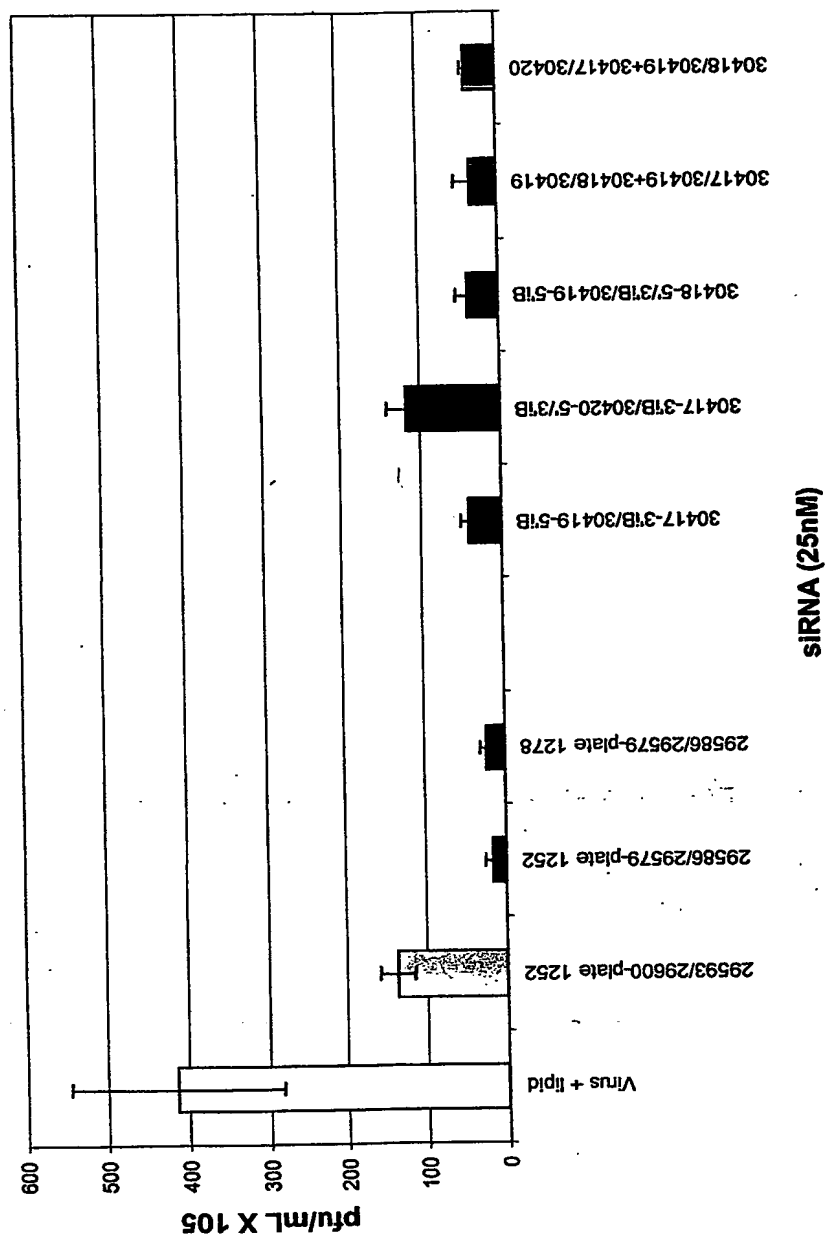 pfu/mL X 105
600
500
400
300
200
100
0
Virus + lipid
29593/29600-plate 1252
29586/29579-plate 1252
29586/29579-plate 1278
30417-3'iB/30419-5'iB
30417-3'iB/30420-5'/3'iB
30418-5'/3'iB/30419-5'iB
30417/30419+30418/30419
30418/30419+30417/30420
siRNA (25nM)